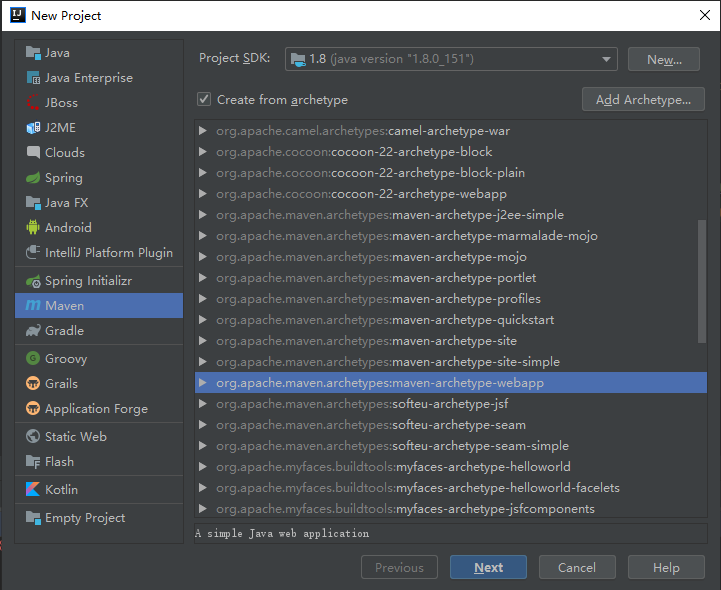 New Project
Java
Java Enterprise
JBoss
J2ME
Clouds
Spring
Java FX
Android
IntelliJ Platform Plugin
Spring Initializr
Maven
Gradle
Groovy
Grails
Application Forge
Static Web
Flash
Kotlin
Empty Project
Project SDK: 1.8 (java version "1.8.0_151") New...
Create from archetype Add Archetype...
org.apache.camel.archetypes:camel-archetype-war
org.apache.cocoon:cocoon-22-archetype-block
org.apache.cocoon:cocoon-22-archetype-block-plain
org.apache.cocoon:cocoon-22-archetype-webapp
org.apache.maven.archetypes:maven-archetype-j2ee-simple
org.apache.maven.archetypes:maven-archetype-marmalade-mojo
org.apache.maven.archetypes:maven-archetype-mojo
org.apache.maven.archetypes:maven-archetype-portlet
org.apache.maven.archetypes:maven-archetype-profiles
org.apache.maven.archetypes:maven-archetype-quickstart
org.apache.maven.archetypes:maven-archetype-site
org.apache.maven.archetypes:maven-archetype-site-simple
org.apache.maven.archetypes:maven-archetype-webapp
org.apache.maven.archetypes:softeu-archetype-jsf
org.apache.maven.archetypes:softeu-archetype-seam
org.apache.maven.archetypes:softeu-archetype-seam-simple
org.apache.myfaces.buildtools:myfaces-archetype-helloworld
org.apache.myfaces.buildtools:myfaces-archetype-helloworld-facelets
org.apache.myfaces.buildtools:myfaces-archetype-jsfcomponents
A simple Java web application
Previous Next Cancel Help